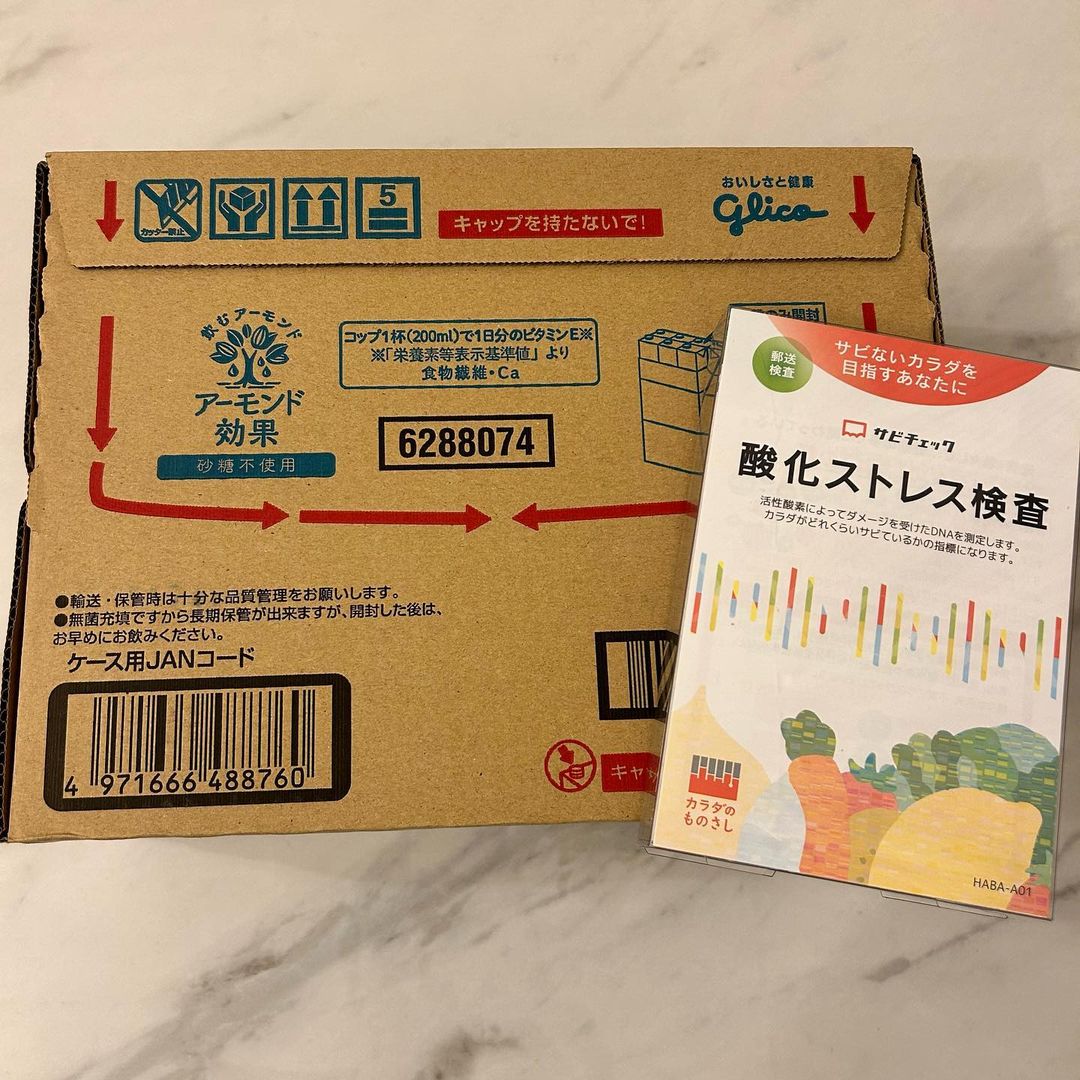 カッター禁止
5
キャップを持たないで!
おいしさと健康
glico
飲むアーモンド
アーモンド
効果
砂糖不使用
コップ1杯(200ml)で1日分のビタミンE※
※「栄養素等表示基準値」より
食物繊維・Ca
6288074
開封
●輸送・保管時は十分な品質管理をお願いします。
●無菌充填ですから長期保管が出来ますが、開封した後は、
お早めにお飲みください。
ケース用JANコード
4 971666 488760
キャ
郵送
検査
サビないカラダを
目指すあなたに
サビチェック
酸化ストレス検査
活性酸素によってダメージを受けたDNAを測定します。
カラダがどれくらいサビているかの指標になります。
カラダの
ものさし
HABA-A01